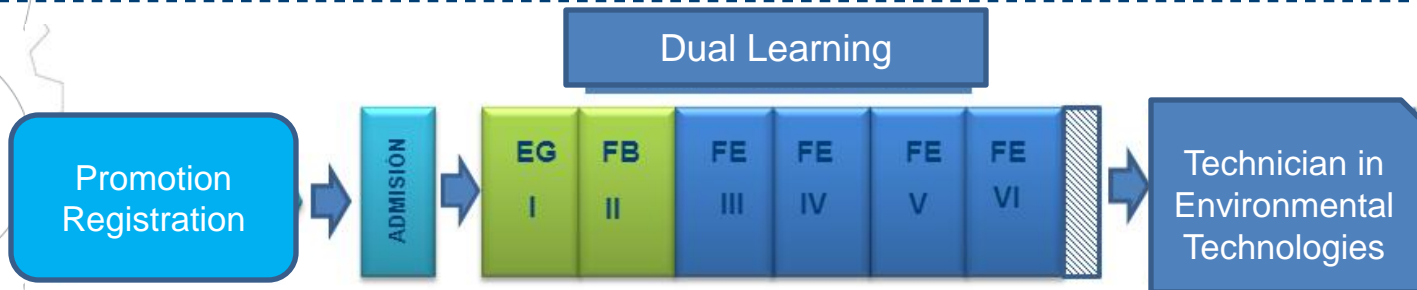 Dual Learning
Promotion
Registration
ADMISIÓN
EG
I
FB
II
FE
III
FE
IV
FE
V
FE
VI
Technician in
Environmental
Technologies